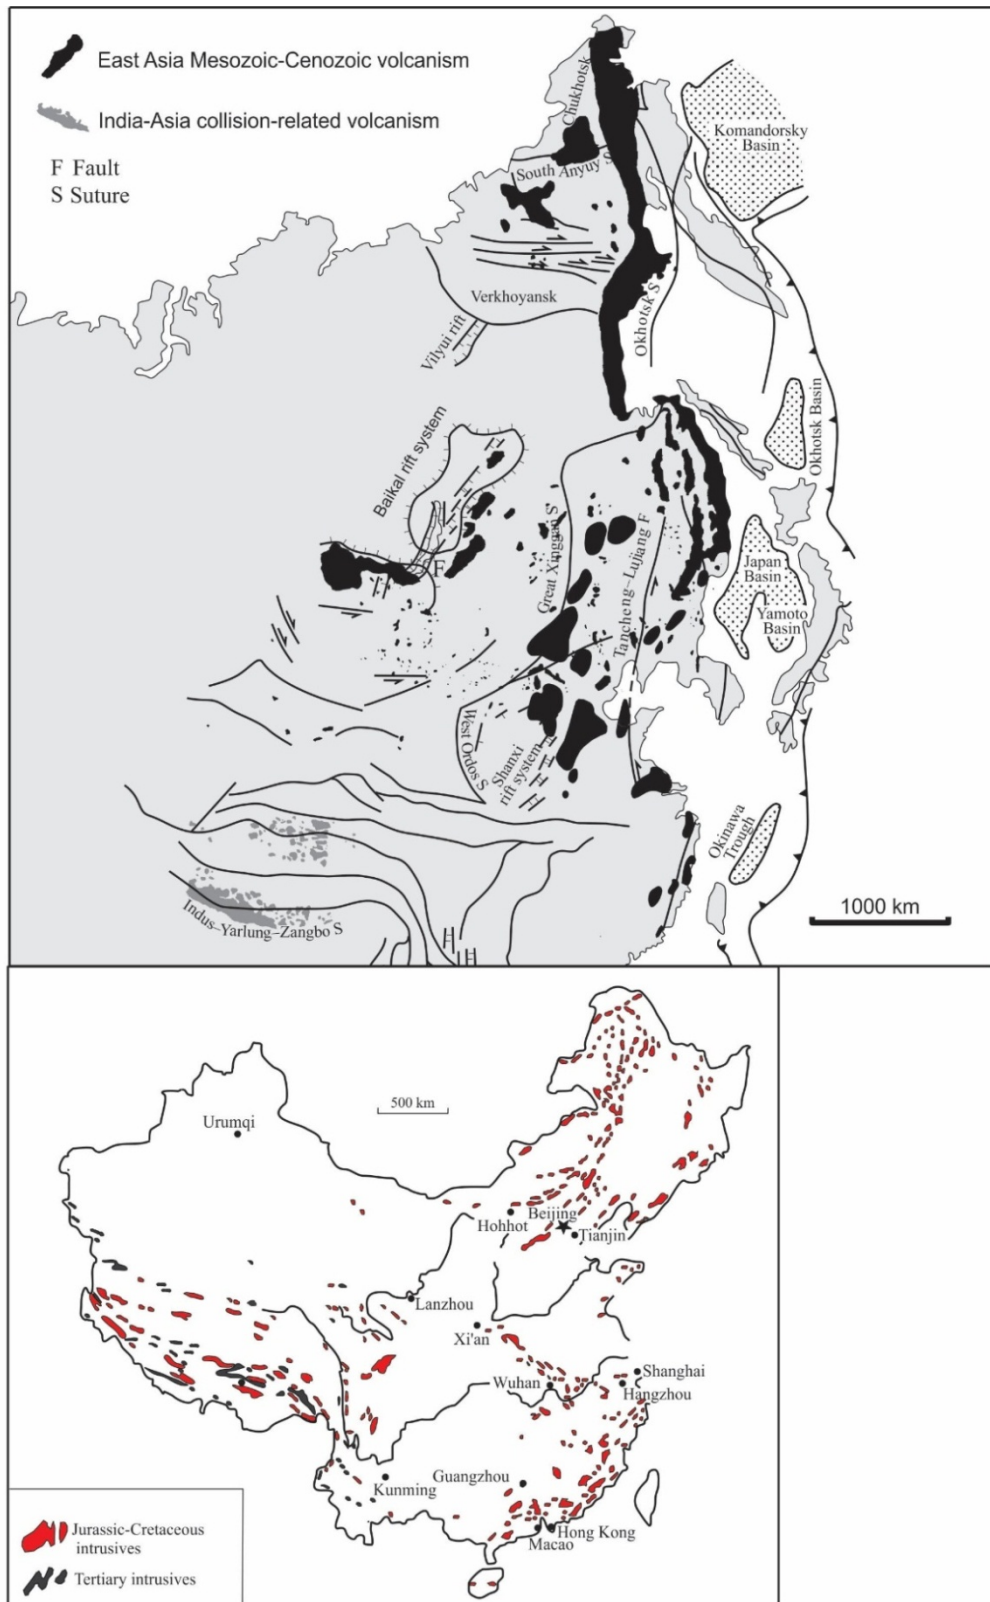 East Asia Mesozoic-Cenozoic volcanism
India-Asia collision-related volcanism
F Fault
S Suture
Chukhotsk
Komandorsky
Basin
South Anyuy S
Verkhoyansk
Okhotsk S
Vilyui rift
Okhotsk Basin
Baikal rift system
F
Great Xinggan S
Tancheng–Lujiang F
Japan
Basin
Yamoto
Basin
West Ordos S
Shanxi
rift system
Okinawa
Trough
Indus–Yarlung–Zangbo S
1000 km
500 km
Urumqi
Hohhot
Beijing
Tianjin
Lanzhou
Xi'an
Wuhan
Shanghai
Hangzhou
Kunming
Guangzhou
Hong Kong
Macao
Jurassic-Cretaceous
intrusives
Tertiary intrusives